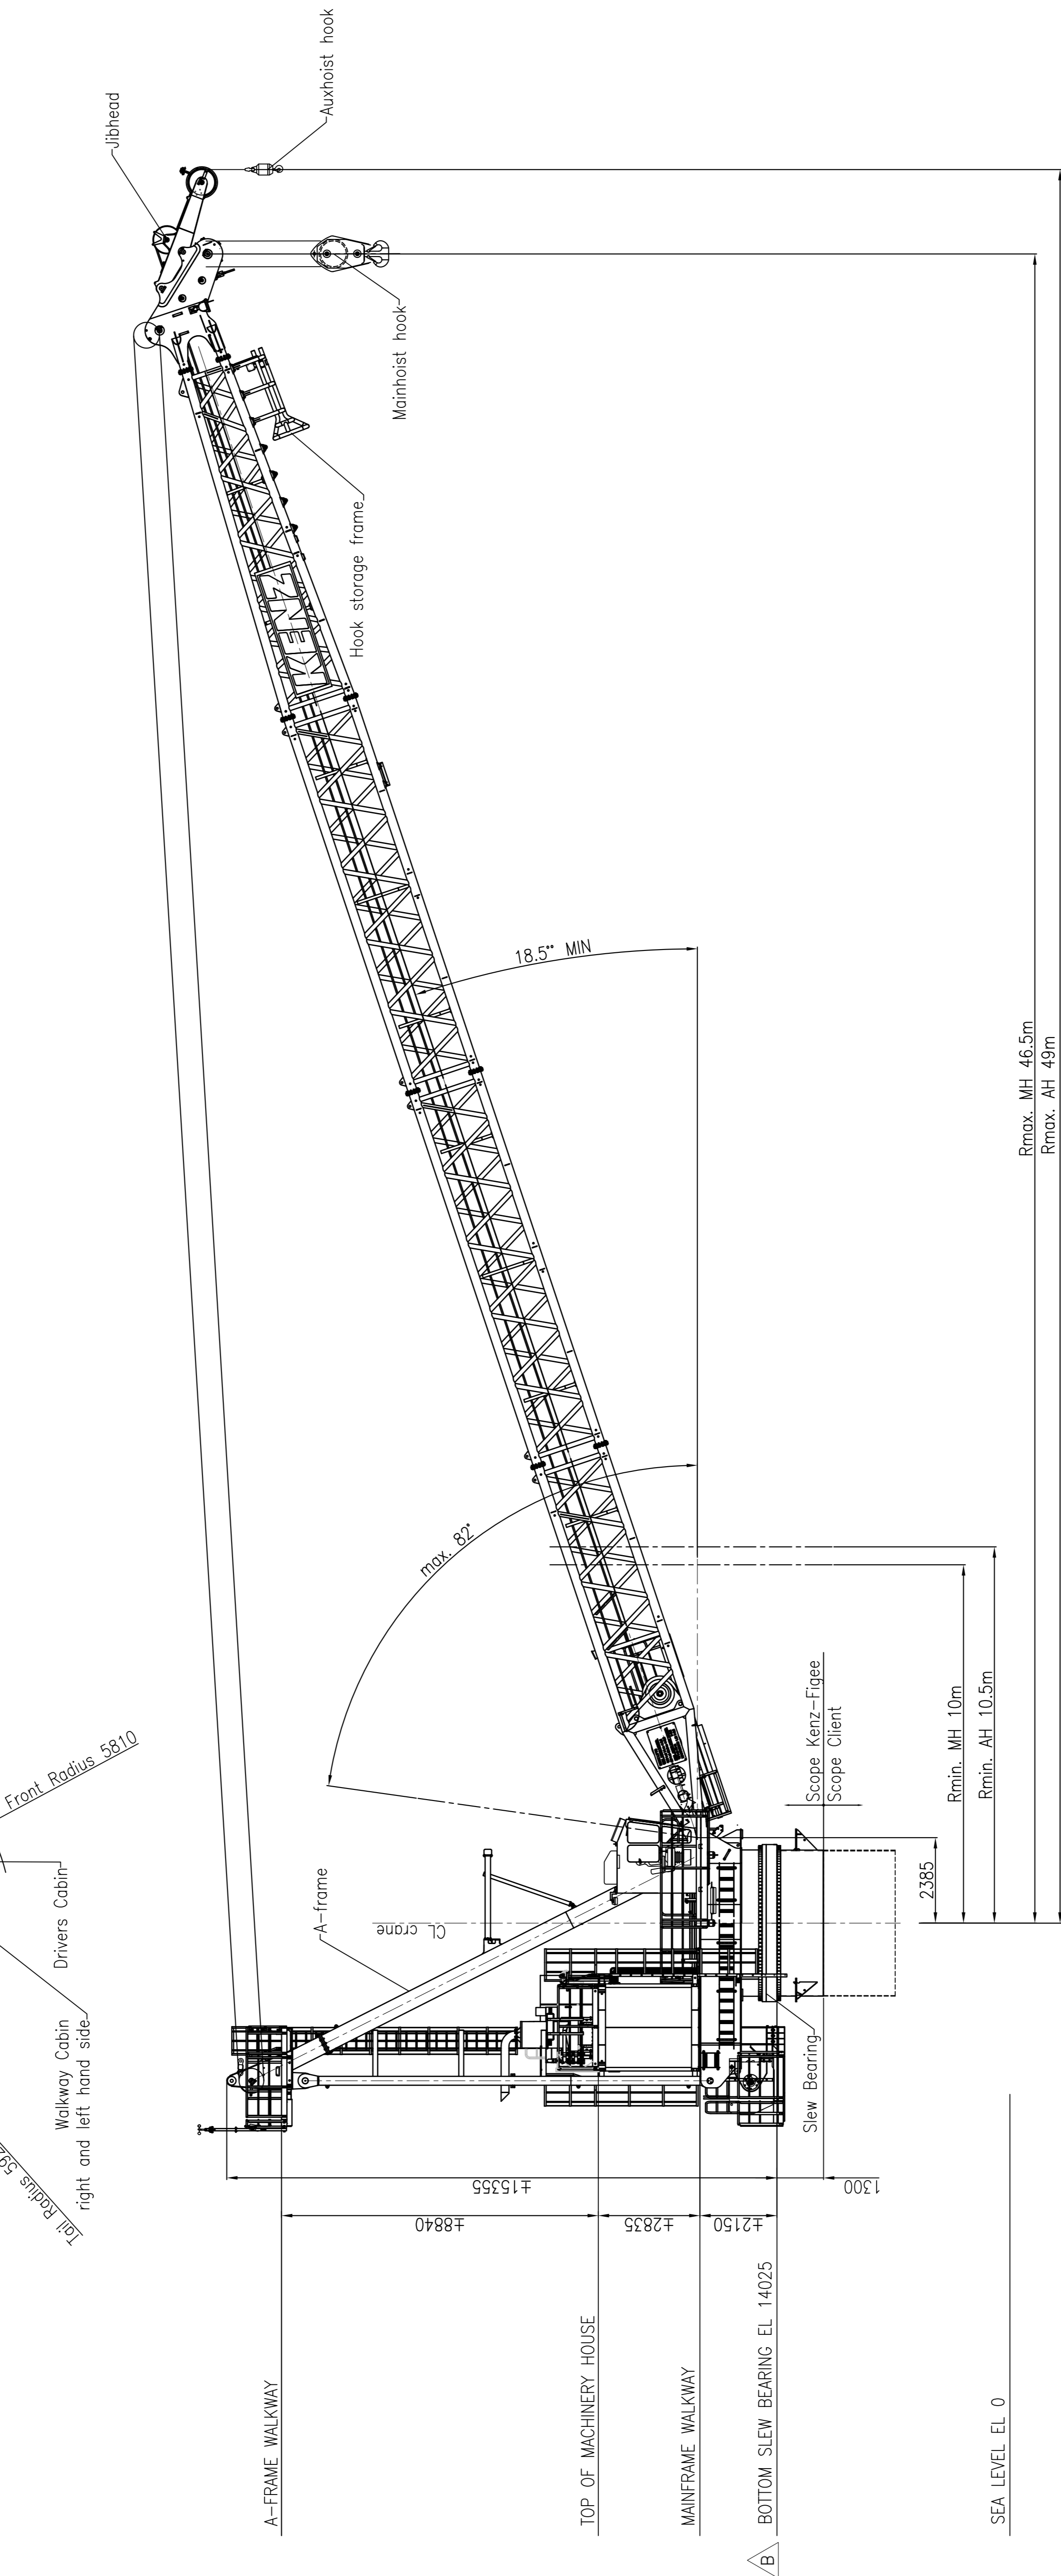 Auxhoist hook
Jibhead
Mainhoist hook
Hook storage frame
KENZ
18.5°° MIN
Rmax. MH 46.5m
Rmax. AH 49m
max. 82°
Front Radius 5810
Drivers Cabin
Walkway Cabin
right and left hand side
A-frame
CL crane
Scope Kenz-Figee
Scope Client
Rmin. MH 10m
Rmin. AH 10.5m
2385
Tail Radius
Slew Bearing
±15355
1300
±8840
±2835
±2150
A-FRAME WALKWAY
TOP OF MACHINERY HOUSE
MAINFRAME WALKWAY
BOTTOM SLEW BEARING EL 14025
B
SEA LEVEL EL 0